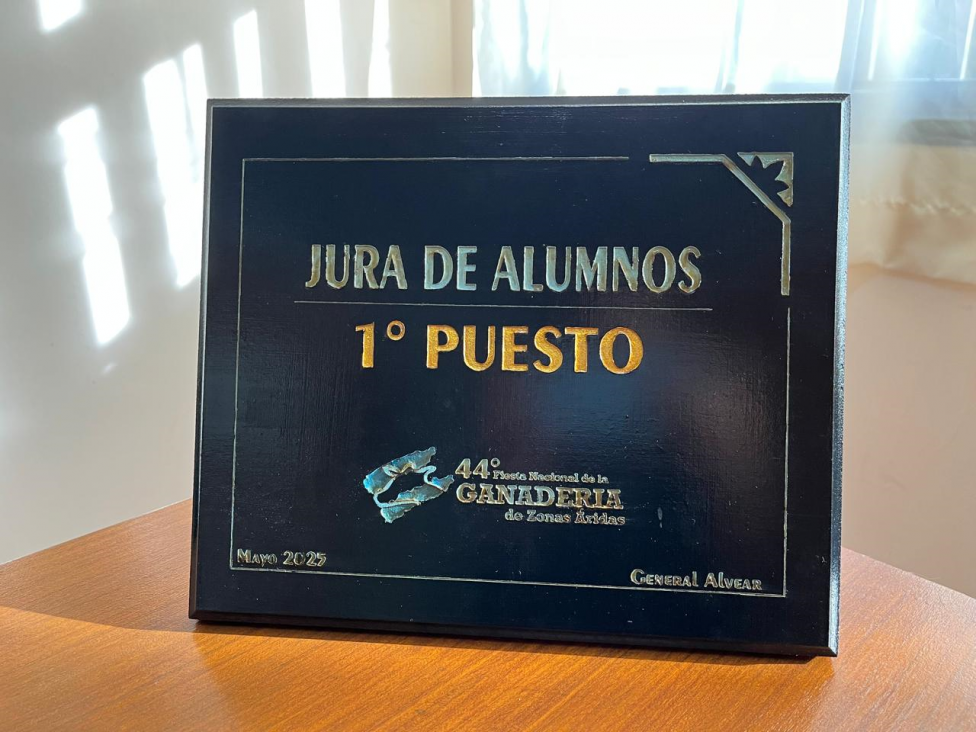 JURA DE ALUMNOS
1° PUESTO
44°
Fiesta Nacional de la
GANADERIA
de Zonas Áridas
MAYO 2025
GENERAL ALVEAR